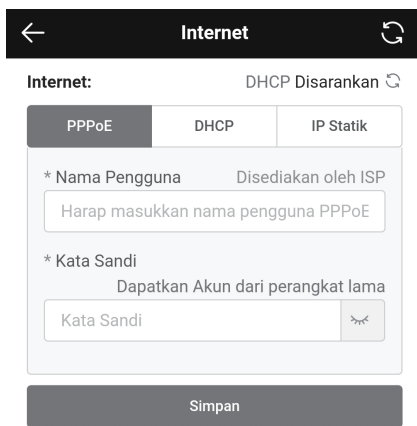 Internet
Internet: DHCP Disarankan
PPPoE DHCP IP Statik
* Nama Pengguna Disediakan oleh ISP
Harap masukkan nama pengguna PPPoE
* Kata Sandi
Dapatkan Akun dari perangkat lama
Kata Sandi
Simpan